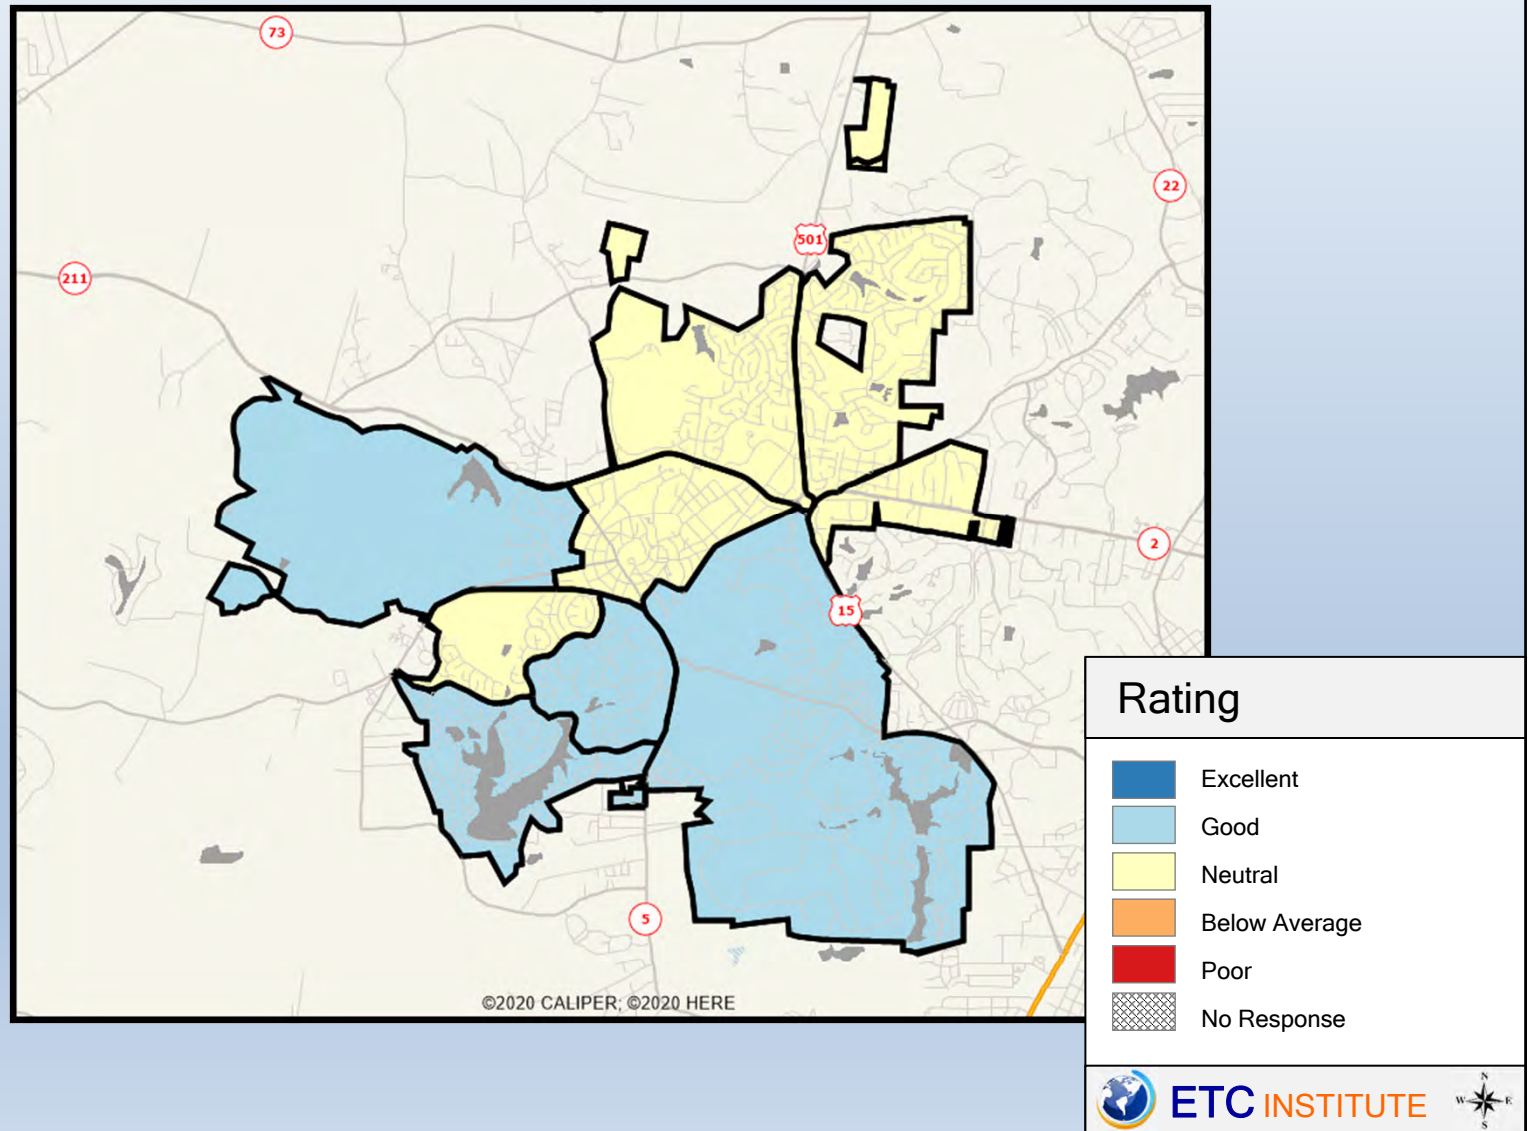 73
22
501
211
2
15
Rating
Excellent
Good
Neutral
Below Average
Poor
No Response
5
©2020 CALIPER; ©2020 HERE
ETC INSTITUTE
N
W E
S